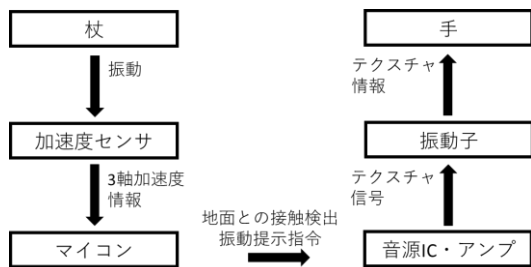 杖
振動
加速度センサ
3軸加速度
情報
マイコン
地面との接触検出
振動提示指令
音源IC・アンプ
テクスチャ
信号
振動子
テクスチャ
情報
手